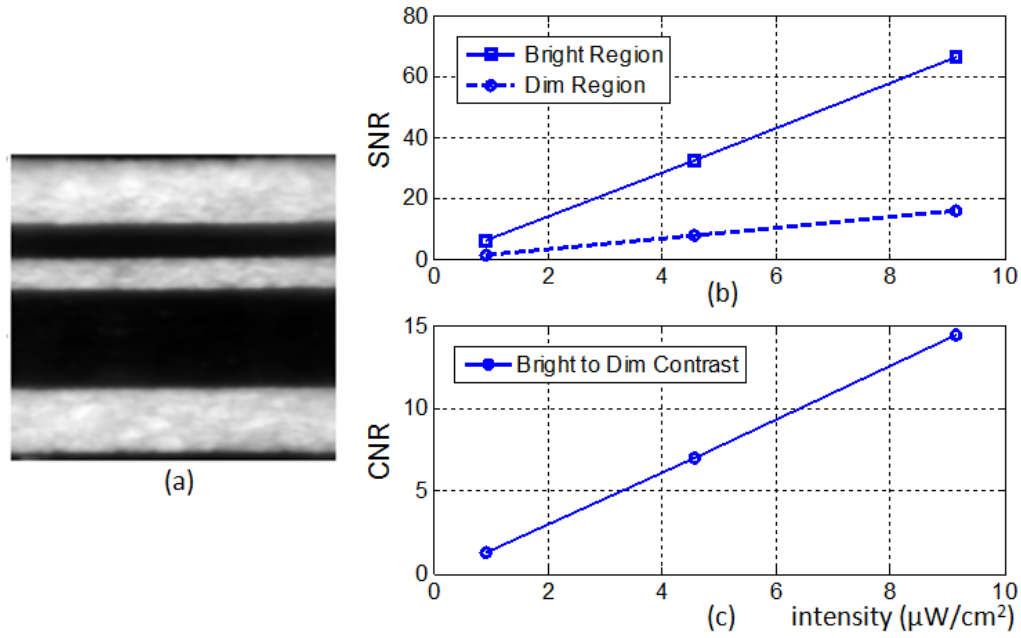 (a)
80
60
40
20
0
SNR
Bright Region
Dim Region
0 2 4 6 8 10
(b)
15
10
5
0
CNR
Bright to Dim Contrast
0 2 4 6 8 10
(c) intensity (µW/cm²)